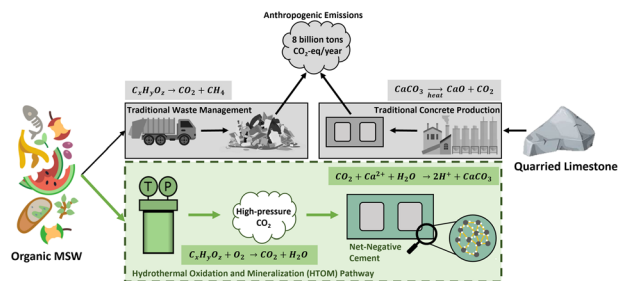 Anthropogenic Emissions
8 billion tons
CO₂-eq/year
CₓHᵧO_z → CO₂ + CH₄
CaCO₃ →heat CaO + CO₂
Traditional Waste Management
Traditional Concrete Production
Quarried Limestone
Organic MSW
T P
High-pressure
CO₂
CO₂ + Ca²⁺ + H₂O → 2H⁺ + CaCO₃
CₓHᵧO_z + O₂ → CO₂ + H₂O
Net-Negative
Cement
Hydrothermal Oxidation and Mineralization (HTOM) Pathway